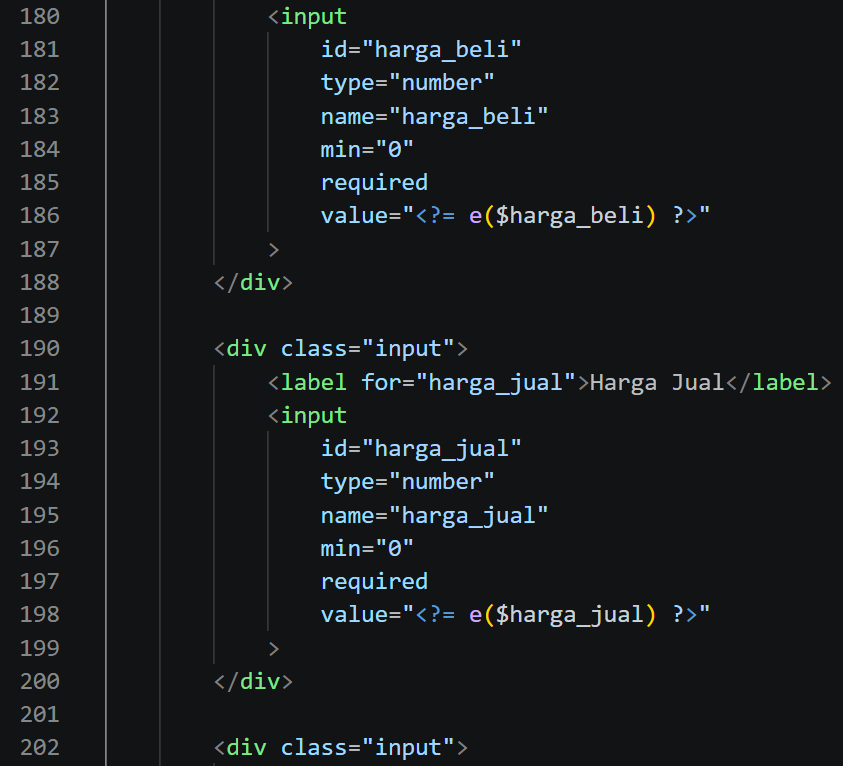 180 <input
181 id="harga_beli"
182 type="number"
183 name="harga_beli"
184 min="0"
185 required
186 value="<?= e($harga_beli) ?>"
187 >
188 </div>
189
190 <div class="input">
191 <label for="harga_jual">Harga Jual</label>
192 <input
193 id="harga_jual"
194 type="number"
195 name="harga_jual"
196 min="0"
197 required
198 value="<?= e($harga_jual) ?>"
199 >
200 </div>
201
202 <div class="input">